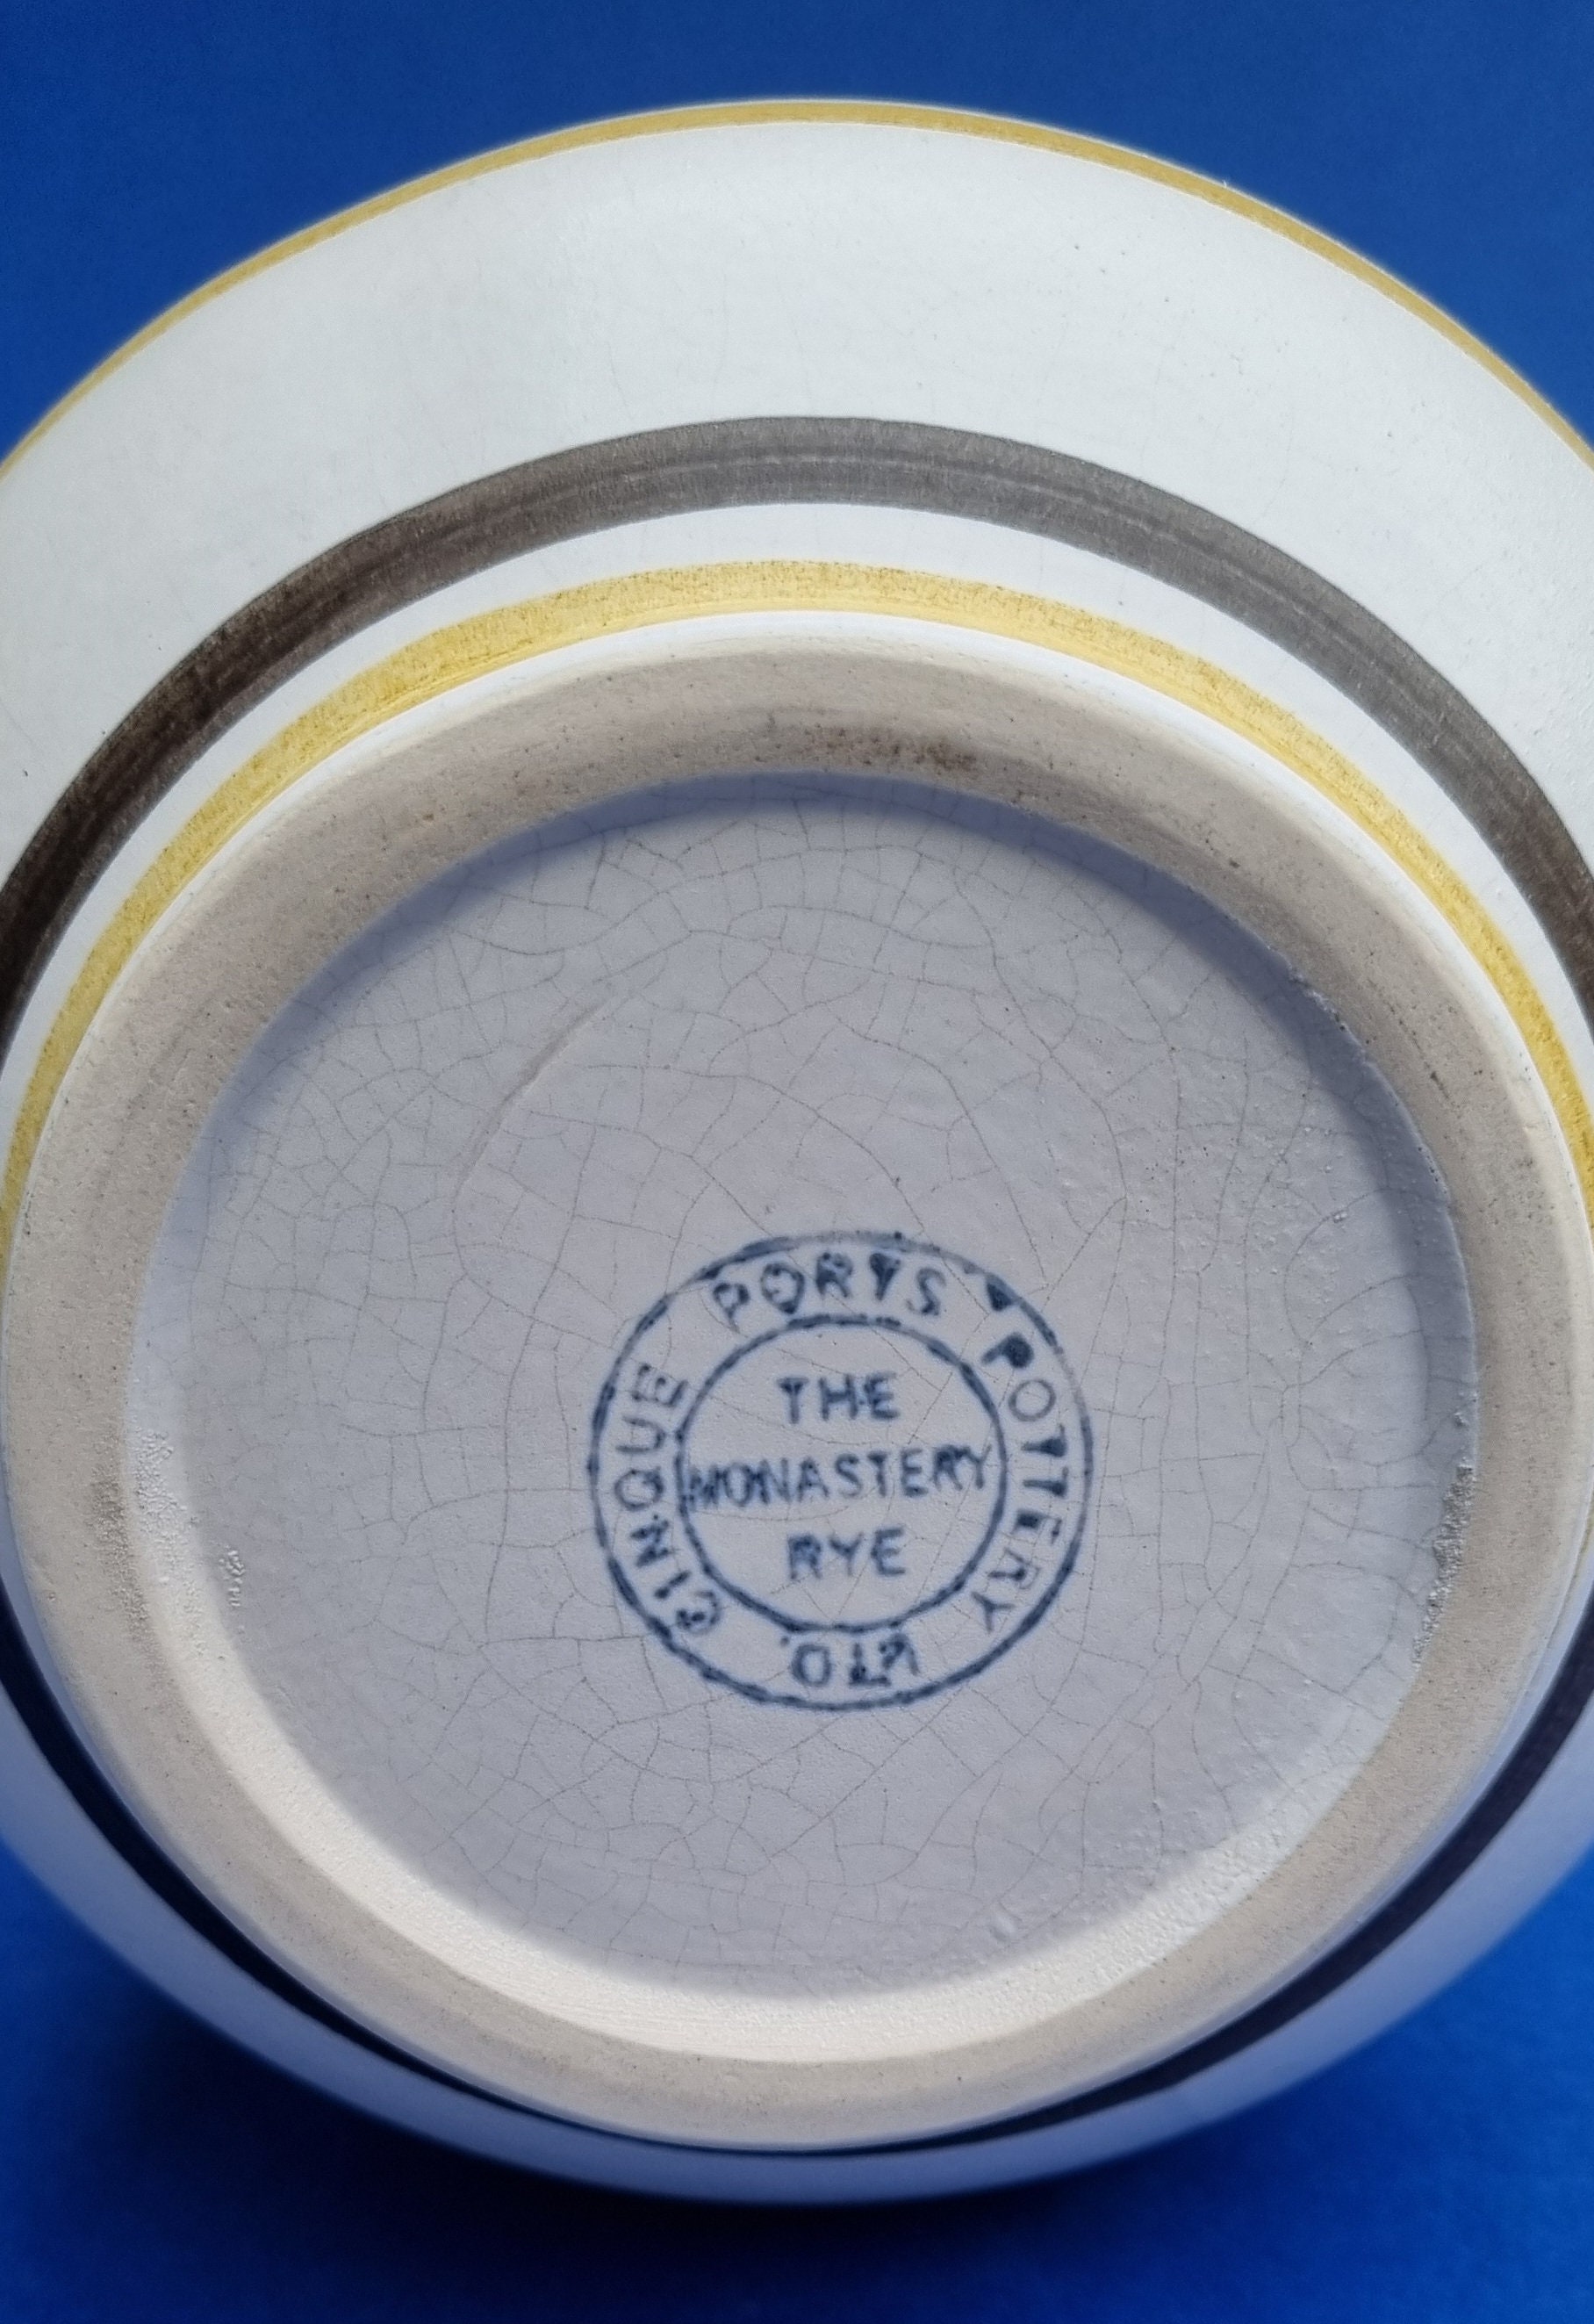 CINQUE PORTS POTTERY LTD.
THE
MONASTERY
RYE